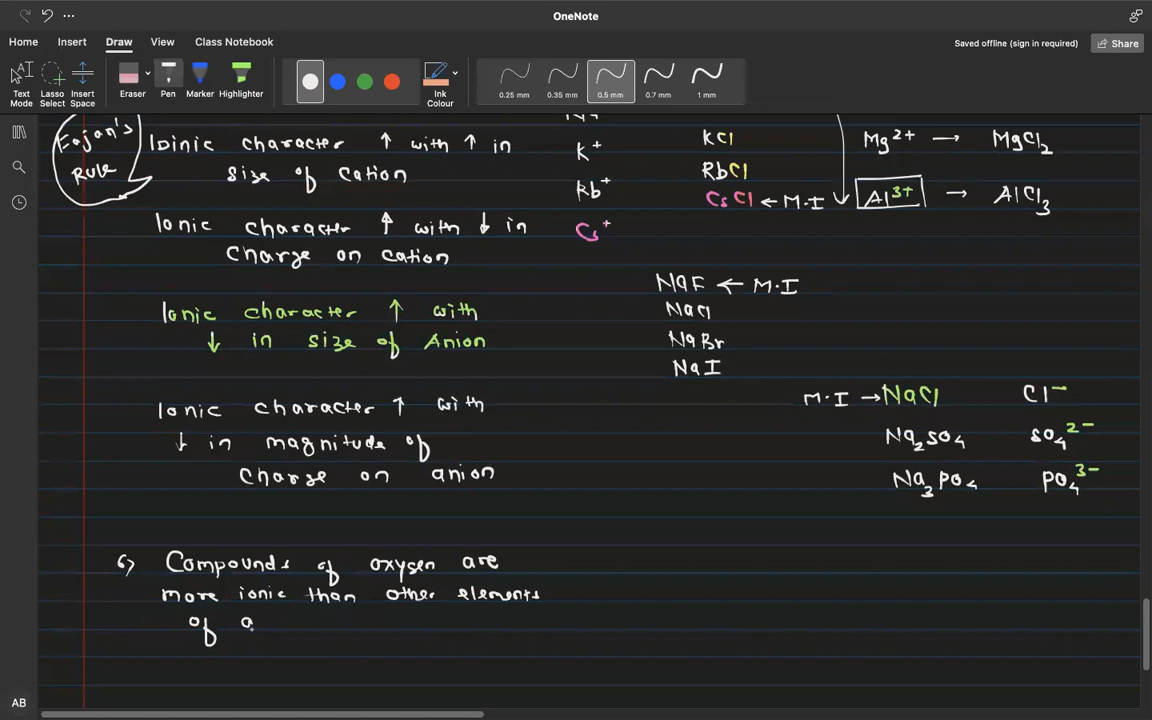 OneNote
Home Insert Draw View Class Notebook
Saved offline (sign in required)
Share
Text Mode
Lasso Select
Insert Space
Eraser
Pen
Marker
Highlighter
Ink Colour
0.25 mm
0.35 mm
0.5 mm
0.7 mm
1 mm
Fajan's
Rule
Ioinic character ↑ with ↑ in
size of Cation
Ionic character ↑ with ↓ in
Charge on cation
Ionic character ↑ with
↓ in size of Anion
Ionic character ↑ with
↓ in magnitude of
Charge on anion
K⁺
Rb⁺
Cs⁺
KCl
RbCl
CsCl ← M.I
Mg²⁺ → MgCl₂
Al³⁺ → AlCl₃
NaF ← M.I
NaCl
NaBr
NaI
M.I → NaCl Cl⁻
Na₂SO₄ SO₄²⁻
Na₃PO₄ PO₄³⁻
6) Compounds of oxygen are
more ionic than other elements
of a
AB